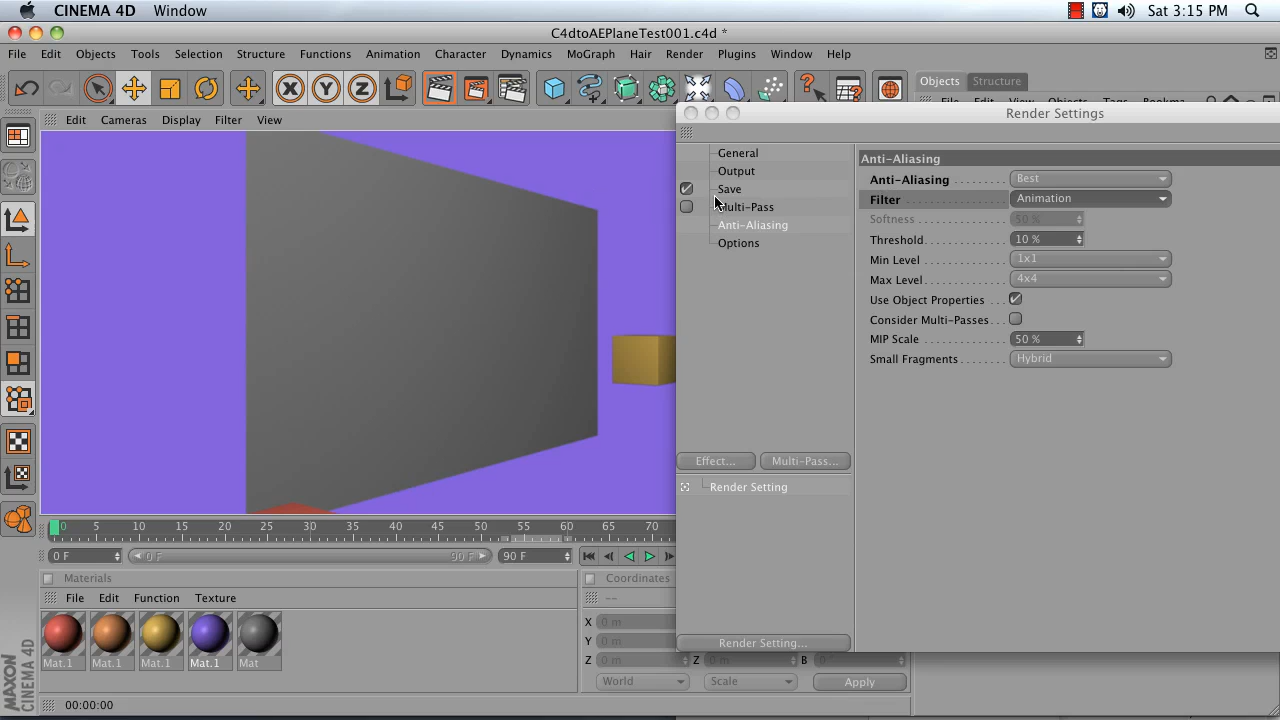 CINEMA 4D Window Sat 3:15 PM
C4dtoAEPlaneTest001.c4d *
File Edit Objects Tools Selection Structure Functions Animation Character Dynamics MoGraph Hair Render Plugins Window Help
Objects Structure
File Edit View Objects Tags Bookma
Edit Cameras Display Filter View
Render Settings
General
Output
Save
Multi-Pass
Anti-Aliasing
Options
Effect... Multi-Pass...
Render Setting
Render Setting...
Anti-Aliasing
Anti-Aliasing Best
Filter Animation
Softness 50 %
Threshold 10 %
Min Level 1x1
Max Level 4x4
Use Object Properties
Consider Multi-Passes
MIP Scale 50 %
Small Fragments Hybrid
0 5 10 15 20 25 30 35 40 45 50 55 60 65 70
0 F 0 F 90 F 90 F
Materials
File Edit Function Texture
Mat.1 Mat.1 Mat.1 Mat.1 Mat
Coordinates
--
X 0 m
Y 0 m
Z 0 m Z 0 m B 0°
World Scale Apply
MAXON CINEMA 4D
00:00:00